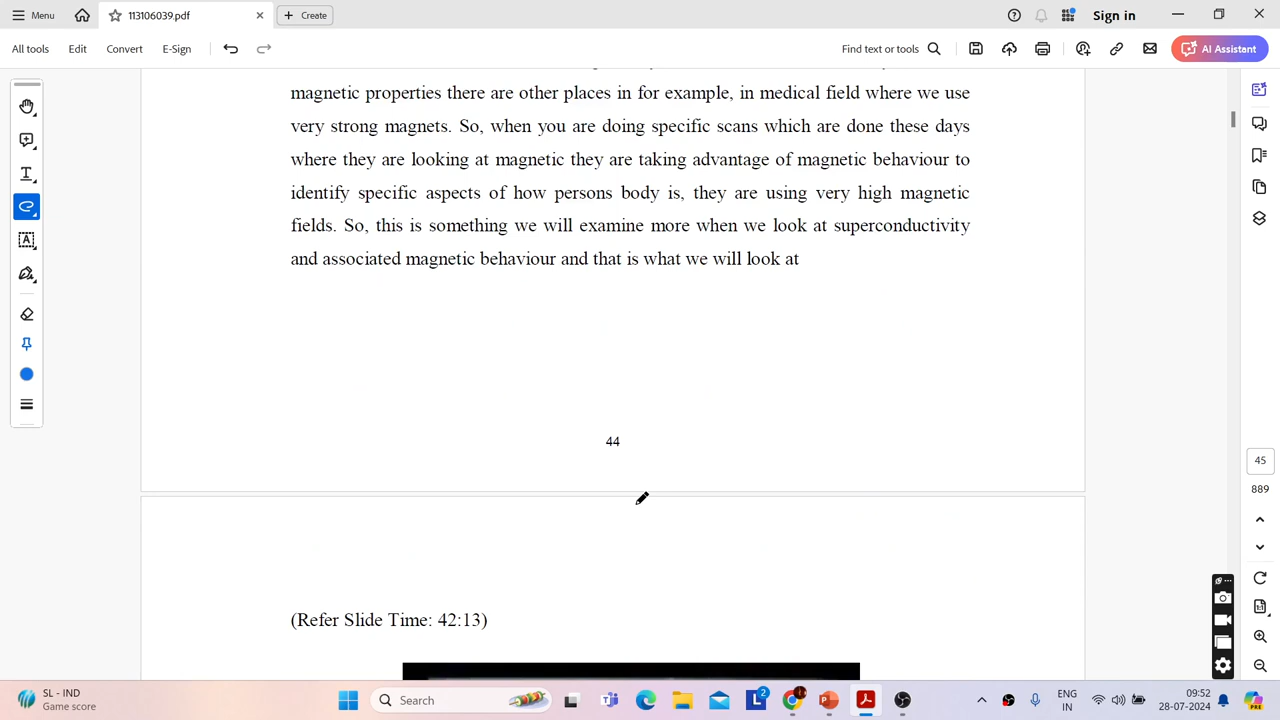 Menu
113106039.pdf
Create
Sign in
All tools
Edit
Convert
E-Sign
Find text or tools
AI Assistant
magnetic properties there are other places in for example, in medical field where we use
very strong magnets. So, when you are doing specific scans which are done these days
where they are looking at magnetic they are taking advantage of magnetic behaviour to
identify specific aspects of how persons body is, they are using very high magnetic
fields. So, this is something we will examine more when we look at superconductivity
and associated magnetic behaviour and that is what we will look at
44
45
889
(Refer Slide Time: 42:13)
SL - IND
Game score
Search
2
ENG
IN
09:52
28-07-2024
PRE